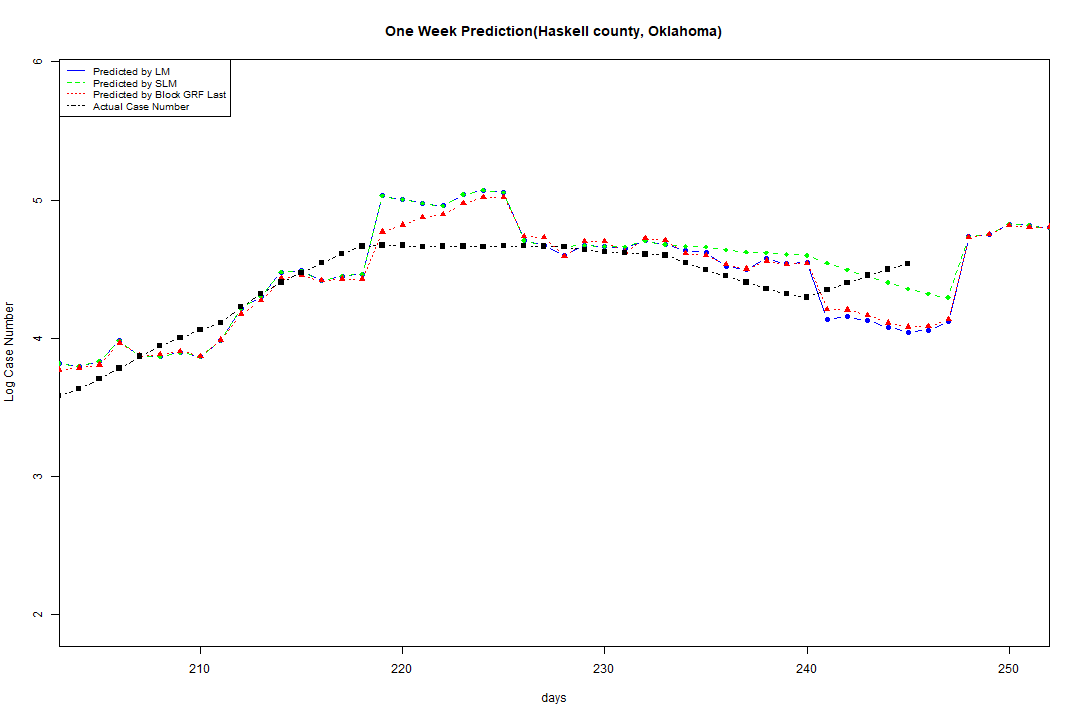 One Week Prediction(Haskell county, Oklahoma)
Predicted by LM
Predicted by SLM
Predicted by Block GRF Last
Actual Case Number
6
5
4
3
2
Log Case Number
210
220
230
240
250
days